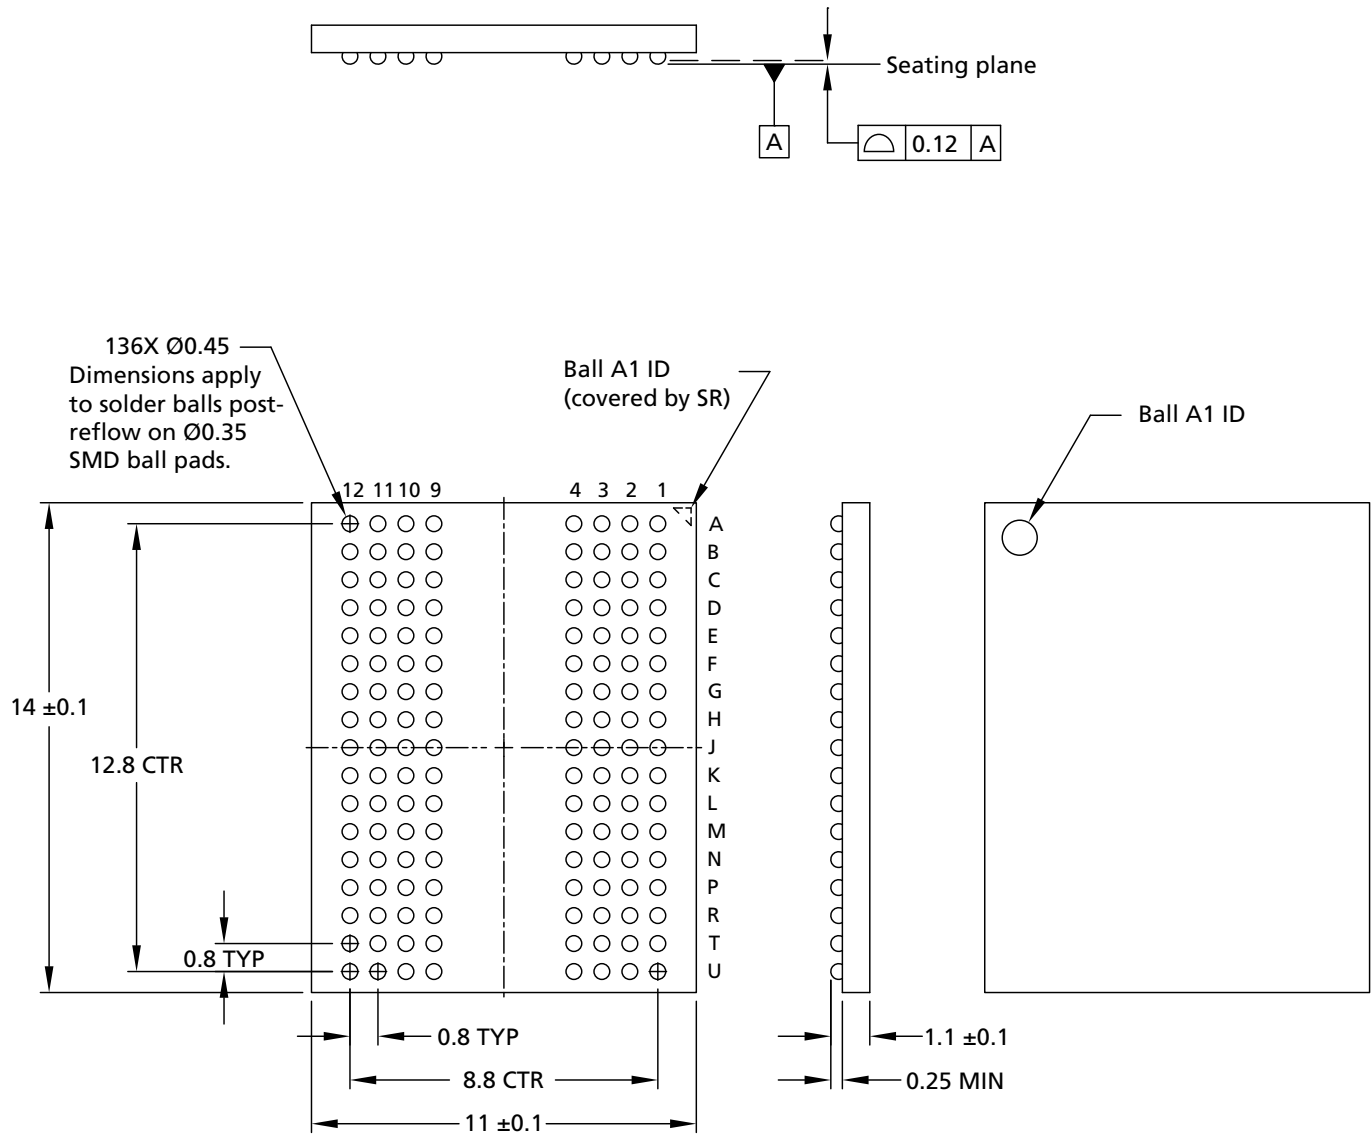 Seating plane
A
0.12 A
136X Ø0.45
Dimensions apply
to solder balls post-
reflow on Ø0.35
SMD ball pads.
Ball A1 ID
(covered by SR)
Ball A1 ID
12 11 10 9 4 3 2 1
A
B
C
D
E
F
G
H
J
K
L
M
N
P
R
T
U
14 ±0.1
12.8 CTR
0.8 TYP
0.8 TYP
8.8 CTR
11 ±0.1
1.1 ±0.1
0.25 MIN